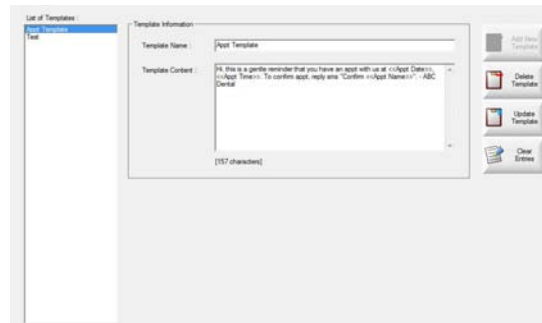 List of Templates :
Appt Template
Test
Template Information
Template Name :
Appt Template
Template Content :
Hi, this is a gentle reminder that you have an appt with us at <<Appt Date>>,
<<Appt Time>>. To confirm appt, reply sms "Confirm <<Appt Name>>". - ABC
Dental
[157 characters]
Add New
Template
Delete
Template
Update
Template
Clear
Entries